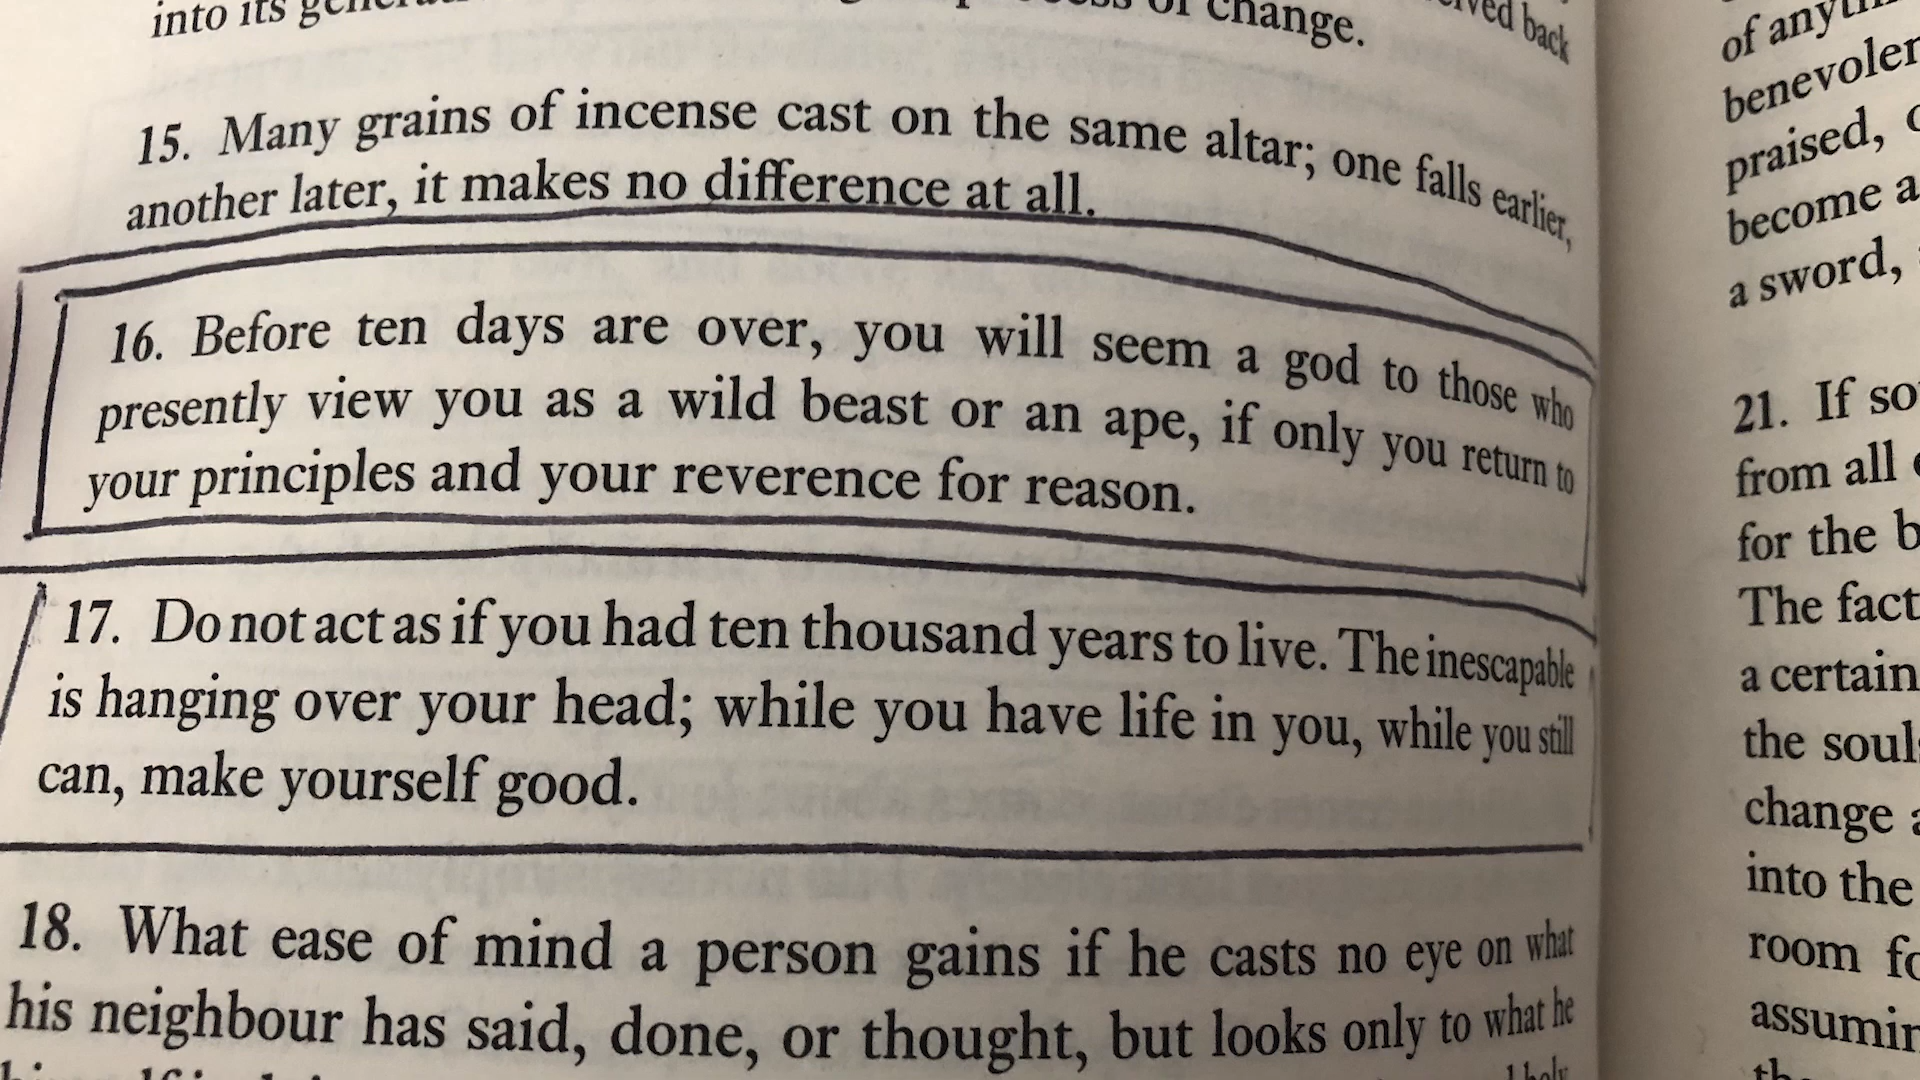 into its
of change.
back
15. Many grains of incense cast on the same altar; one falls earlier,
another later, it makes no difference at all.
16. Before ten days are over, you will seem a god to those who
presently view you as a wild beast or an ape, if only you return to
your principles and your reverence for reason.
17. Do not act as if you had ten thousand years to live. The inescapable
is hanging over your head; while you have life in you, while you still
can, make yourself good.
18. What ease of mind a person gains if he casts no eye on what
his neighbour has said, done, or thought, but looks only to what he
of
praised,
become a
a sword,
21. If
from all
for the
The fact
a certain
the
change
into the
room